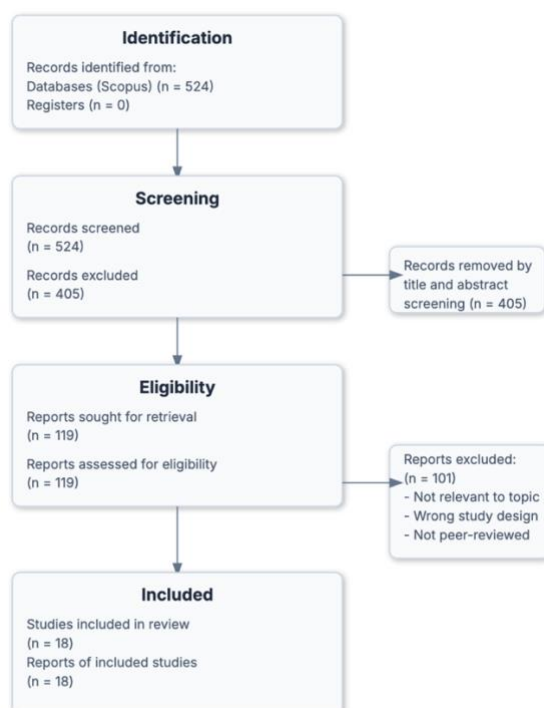 Identification
Records identified from:
Databases (Scopus) (n = 524)
Registers (n = 0)
Screening
Records screened
(n = 524)
Records excluded
(n = 405)
Records removed by
title and abstract
screening (n = 405)
Eligibility
Reports sought for retrieval
(n = 119)
Reports assessed for eligibility
(n = 119)
Reports excluded:
(n = 101)
- Not relevant to topic
- Wrong study design
- Not peer-reviewed
Included
Studies included in review
(n = 18)
Reports of included studies
(n = 18)